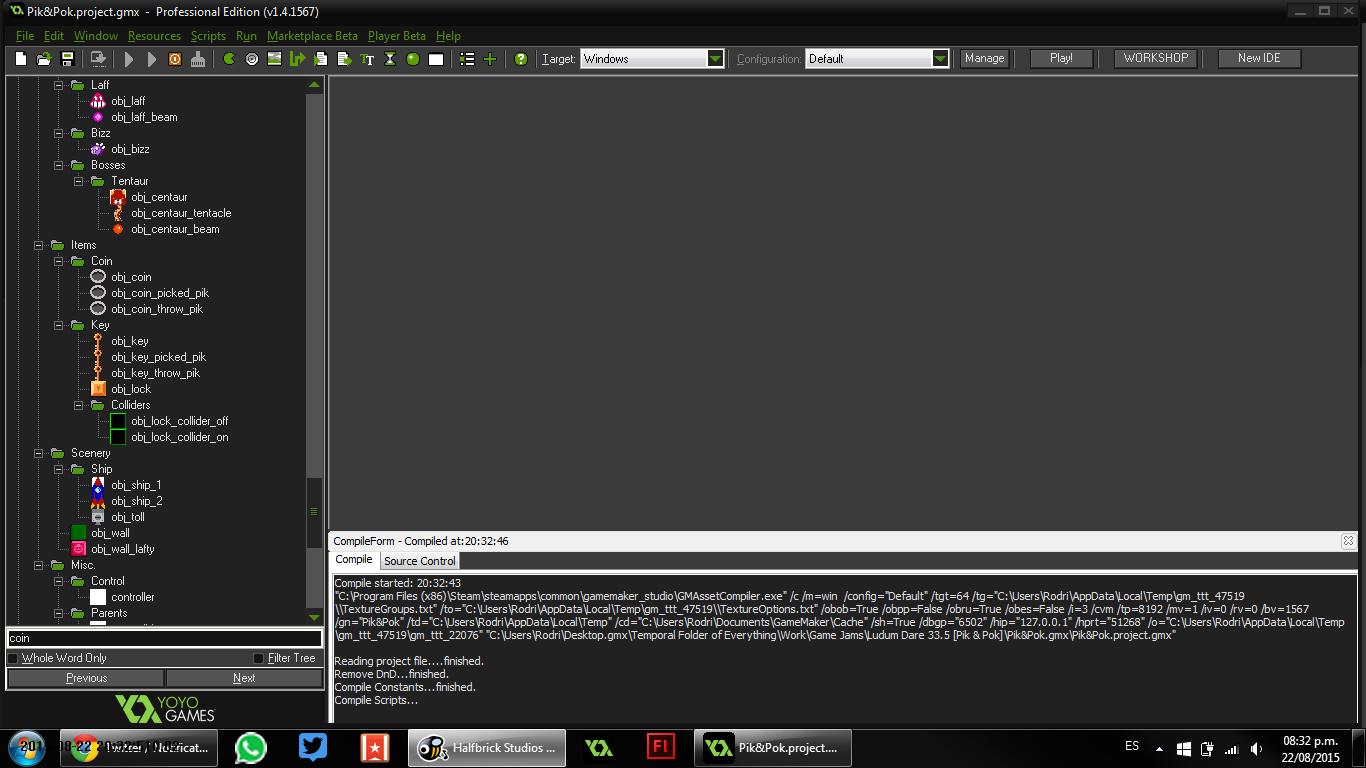 Pik&Pok.project.gmx - Professional Edition (v1.4.1567)
File Edit Window Resources Scripts Run Marketplace Beta Player Beta Help
Target: Windows Configuration: Default Manage Play! WORKSHOP New IDE
Laff
obj_laff
obj_laff_beam
Bizz
obj_bizz
Bosses
Tentaur
obj_centaur
obj_centaur_tentacle
obj_centaur_beam
Items
Coin
obj_coin
obj_coin_picked_pik
obj_coin_throw_pik
Key
obj_key
obj_key_picked_pik
obj_key_throw_pik
obj_lock
Colliders
obj_lock_collider_off
obj_lock_collider_on
Scenery
Ship
obj_ship_1
obj_ship_2
obj_toll
obj_wall
obj_wall_lafty
Misc.
Control
controller
Parents
coin
Whole Word Only Filter Tree
Previous Next
YOYO
GAMES
CompileForm - Compiled at:20:32:46
Compile Source Control
Compile started: 20:32:43
"C:\Program Files (x86)\Steam\steamapps\common\gamemaker_studio\GMAssetCompiler.exe" /c /m=win /config="Default" /tgt=64 /tg="C:\Users\Rodri\AppData\Local\Temp\gm_ttt_47519
\\TextureGroups.txt" /to="C:\Users\Rodri\AppData\Local\Temp\gm_ttt_47519\\TextureOptions.txt" /obob=True /obpp=False /obru=True /obes=False /i=3 /cvm /tp=8192 /mv=1 /iv=0 /rv=0 /bv=1567
/gn="Pik&Pok" /td="C:\Users\Rodri\AppData\Local\Temp" /cd="C:\Users\Rodri\Documents\GameMaker\Cache" /sh=True /dbgp="6502" /hip="127.0.0.1" /hprt="51268" /o="C:\Users\Rodri\AppData\Local\Temp
\gm_ttt_47519\gm_ttt_22076" "C:\Users\Rodri\Desktop.gmx\Temporal Folder of Everything\Work\Game Jams\Ludum Dare 33.5 [Pik & Pok]\Pik&Pok.gmx\Pik&Pok.project.gmx"
Reading project file....finished.
Remove DnD...finished.
Compile Constants...finished.
Compile Scripts...
Halfbrick Studios ...
Fl
Pik&Pok.project....
ES
08:32 p.m.
22/08/2015